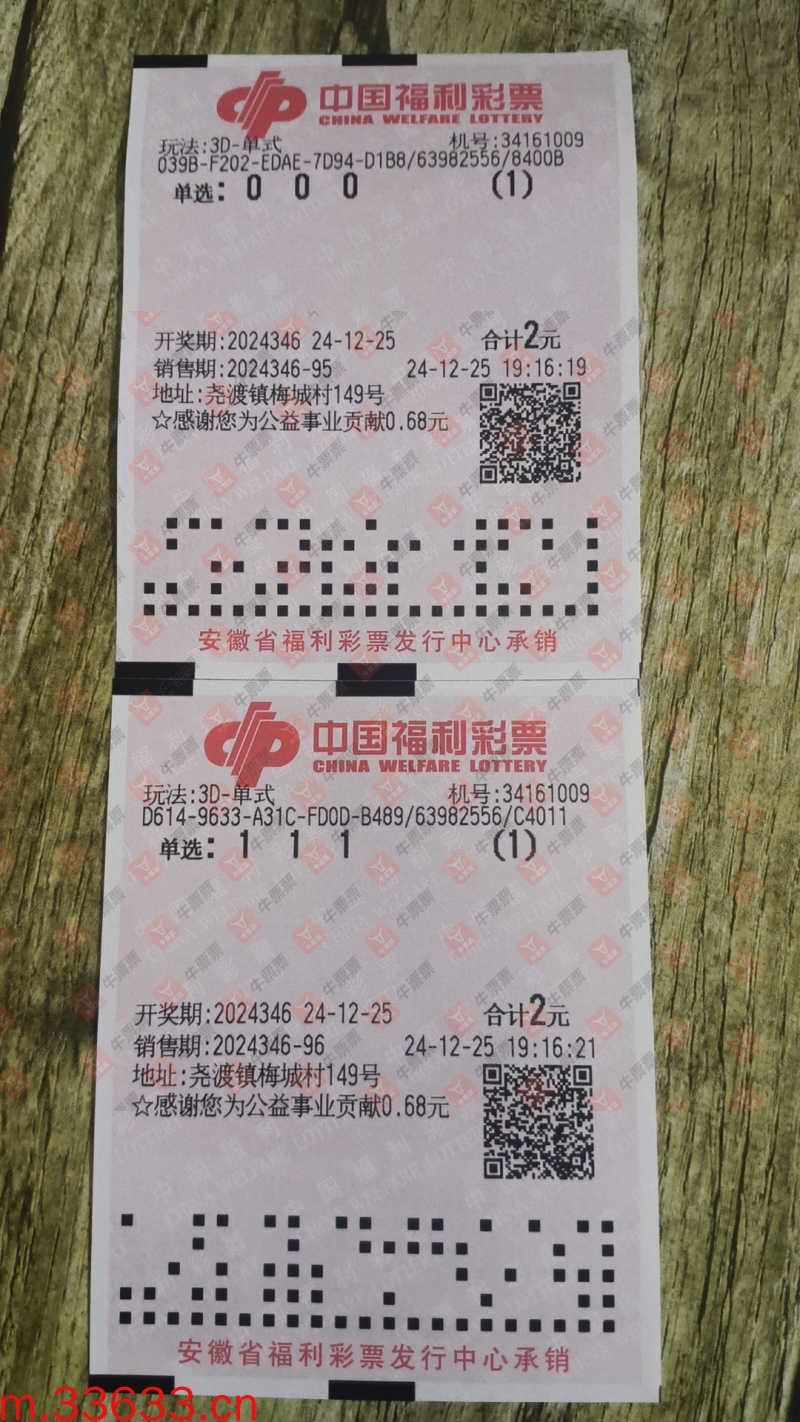 中国福利彩票
CHINA WELFARE LOTTERY
玩法:3D-单式 机号:34161009
039B-F202-EDAE-7D94-D1B8/63982556/8400B
单选: 0 0 0 (1)
开奖期:2024346 24-12-25 合计2元
销售期:2024346-95 24-12-25 19:16:19
地址:尧渡镇梅城村149号
☆感谢您为公益事业贡献0.68元
安徽省福利彩票发行中心承销
中国福利彩票
CHINA WELFARE LOTTERY
玩法:3D-单式 机号:34161009
D614-9633-A31C-FD0D-B489/63982556/C4011
单选: 1 1 1 (1)
开奖期:2024346 24-12-25 合计2元
销售期:2024346-96 24-12-25 19:16:21
地址:尧渡镇梅城村149号
☆感谢您为公益事业贡献0.68元
安徽省福利彩票发行中心承销
m.33633.cn